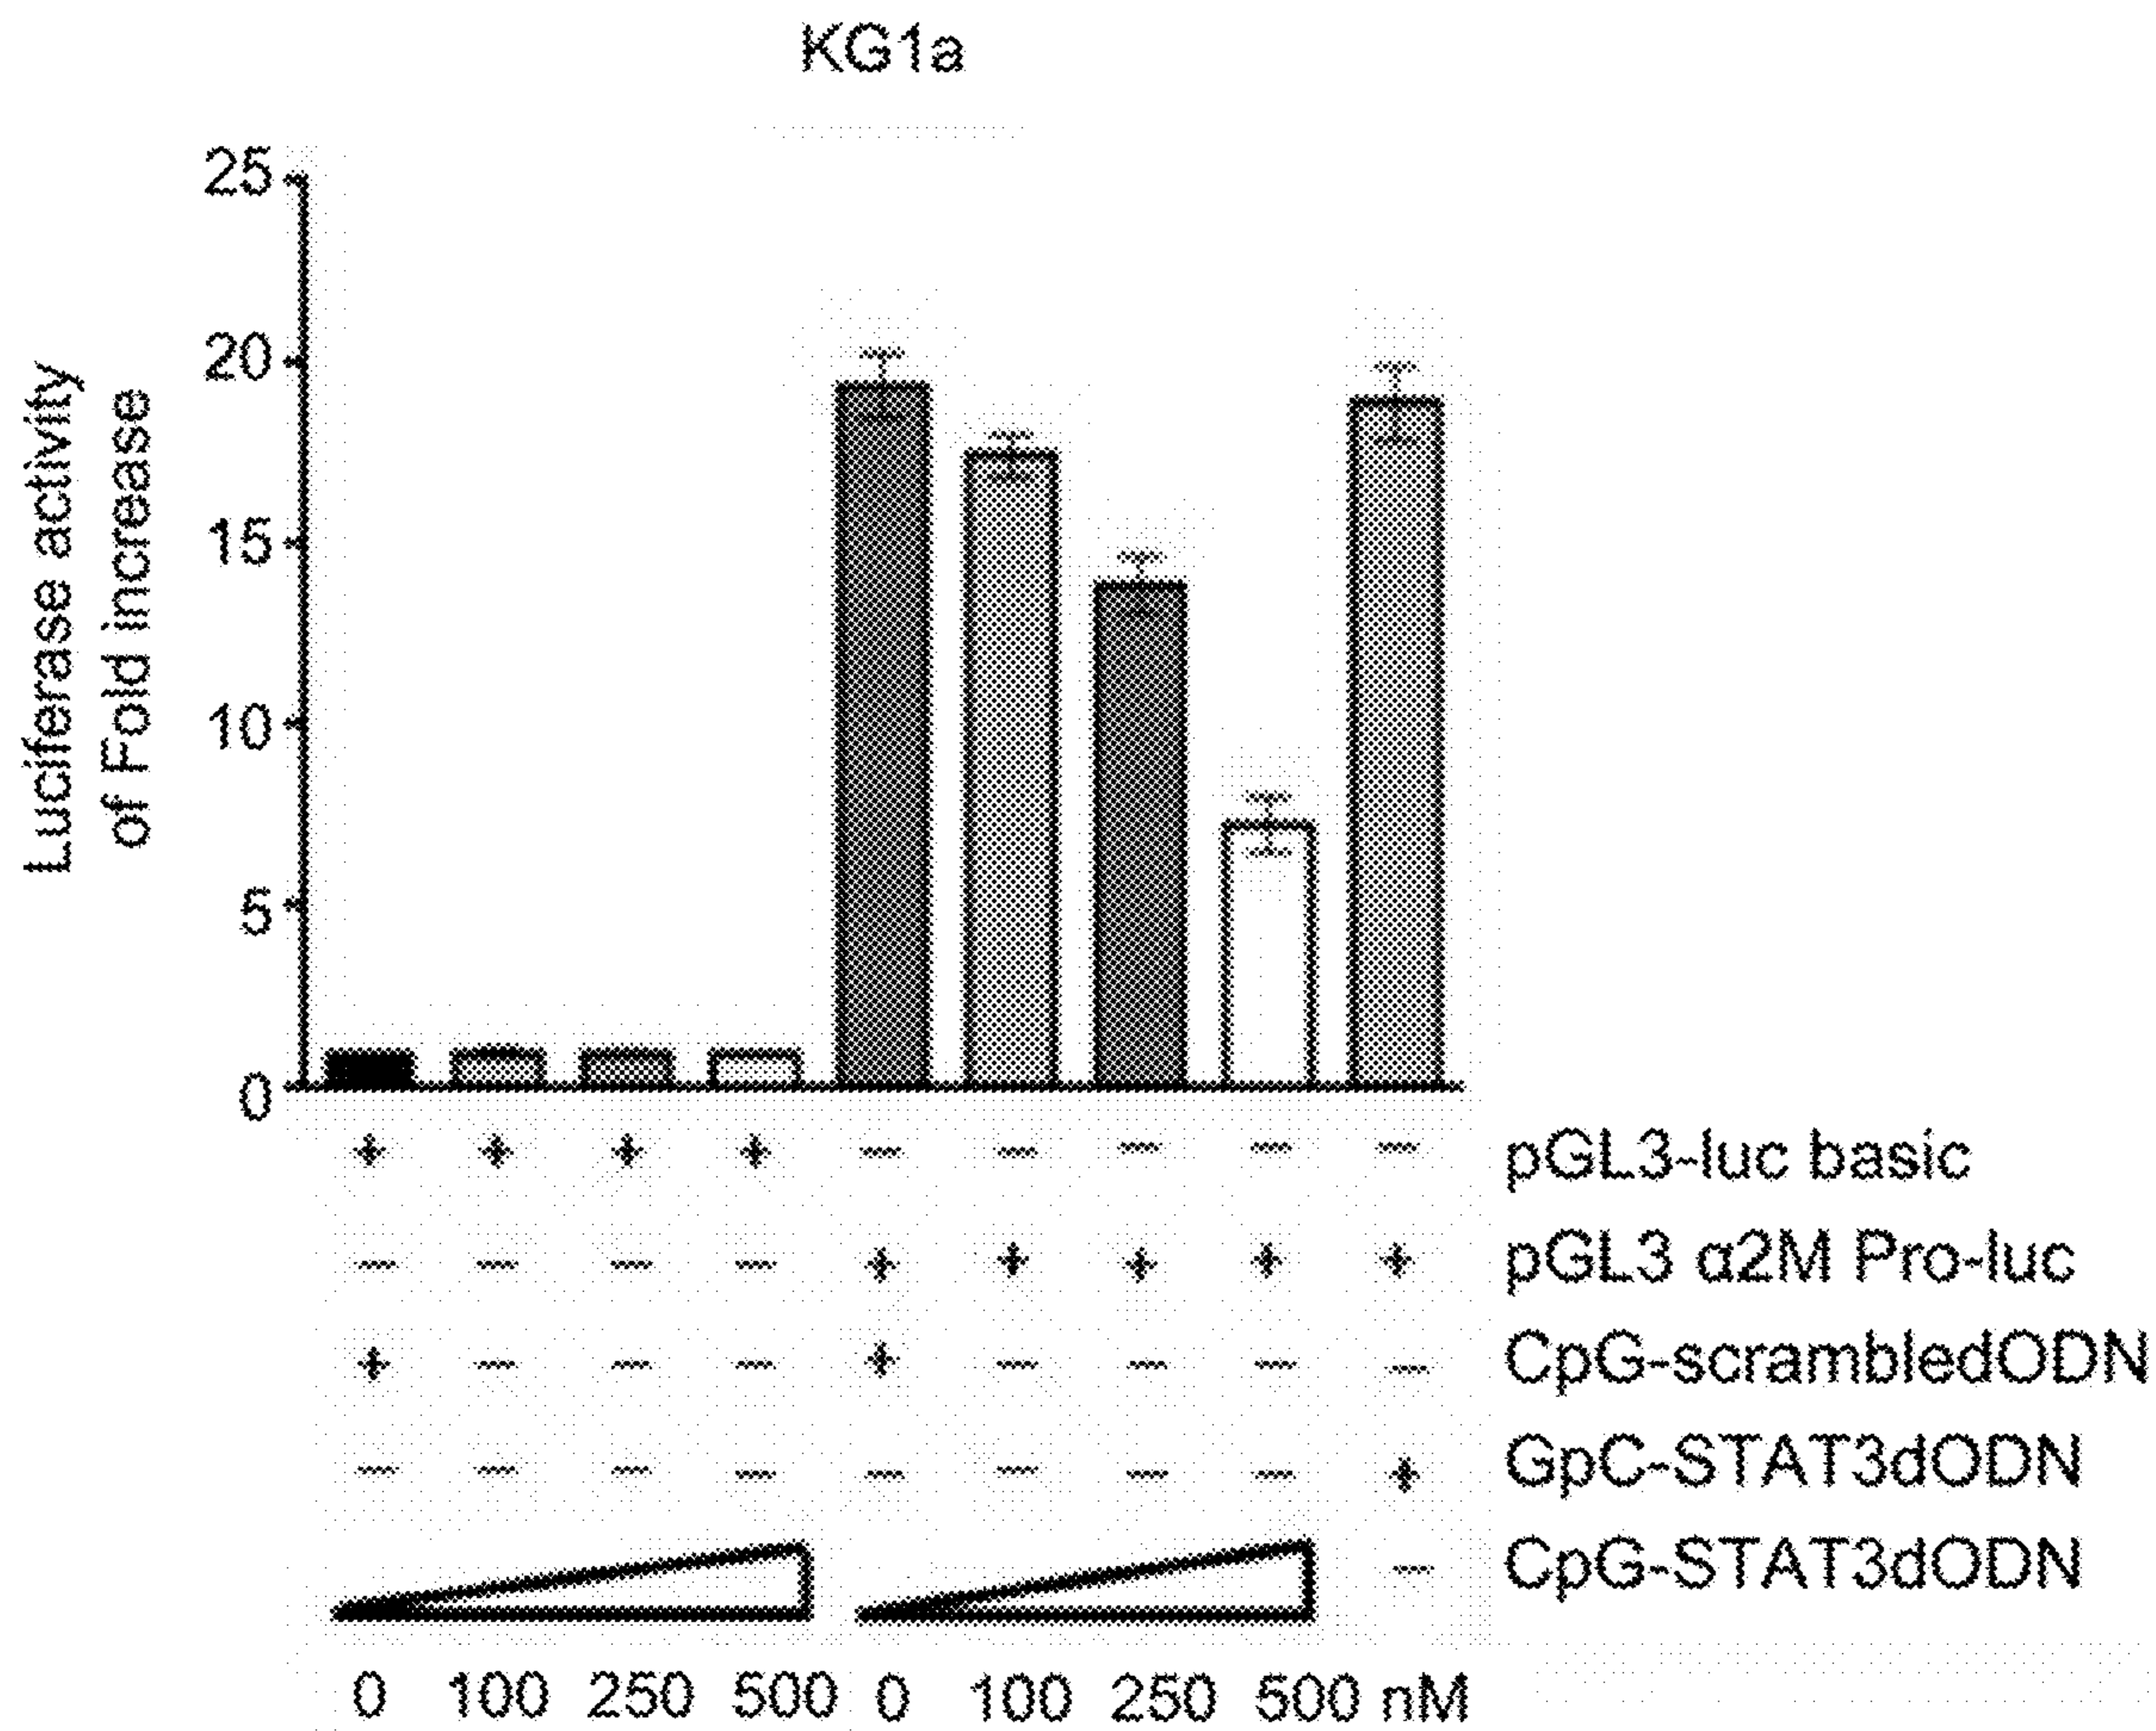 KG1a
Luciferase activity
of Fold increase
25
20
15
10
5
0
+ + + + – – – – – pGL3-luc basic
– – – – + + + + + pGL3 α2M Pro-luc
+ – – – + – – – – CpG-scrambledODN
– – – – – – – – + GpC-STAT3dODN
– CpG-STAT3dODN
0 100 250 500 0 100 250 500 nM